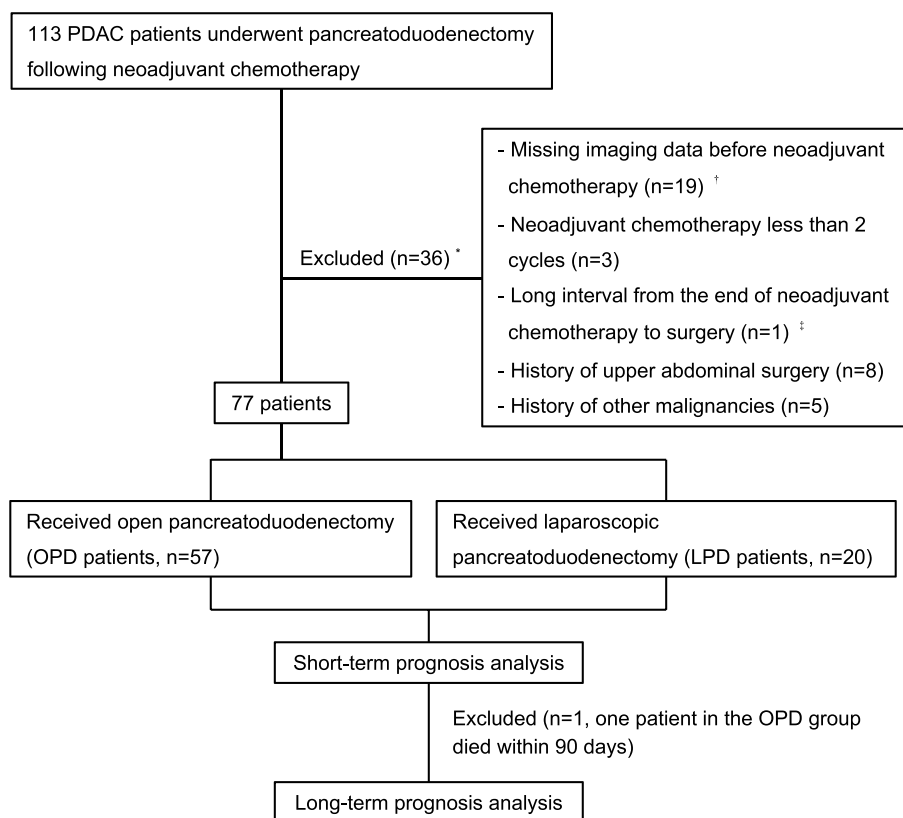 113 PDAC patients underwent pancreatoduodenectomy
following neoadjuvant chemotherapy
- Missing imaging data before neoadjuvant
chemotherapy (n=19) †
- Neoadjuvant chemotherapy less than 2
cycles (n=3)
- Long interval from the end of neoadjuvant
chemotherapy to surgery (n=1) ‡
- History of upper abdominal surgery (n=8)
- History of other malignancies (n=5)
Excluded (n=36) *
77 patients
Received open pancreatoduodenectomy
(OPD patients, n=57)
Received laparoscopic
pancreatoduodenectomy (LPD patients, n=20)
Short-term prognosis analysis
Excluded (n=1, one patient in the OPD group
died within 90 days)
Long-term prognosis analysis